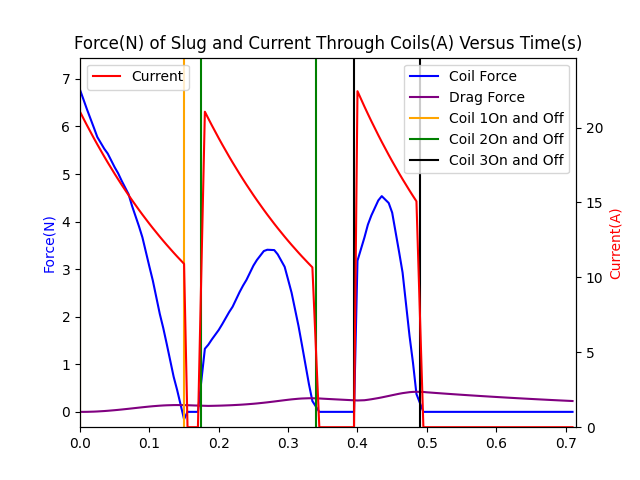 Force(N) of Slug and Current Through Coils(A) Versus Time(s)
Current
Coil Force
Drag Force
Coil 1On and Off
Coil 2On and Off
Coil 3On and Off
Force(N)
7
6
5
4
3
2
1
0
Current(A)
20
15
10
5
0
0.0 0.1 0.2 0.3 0.4 0.5 0.6 0.7